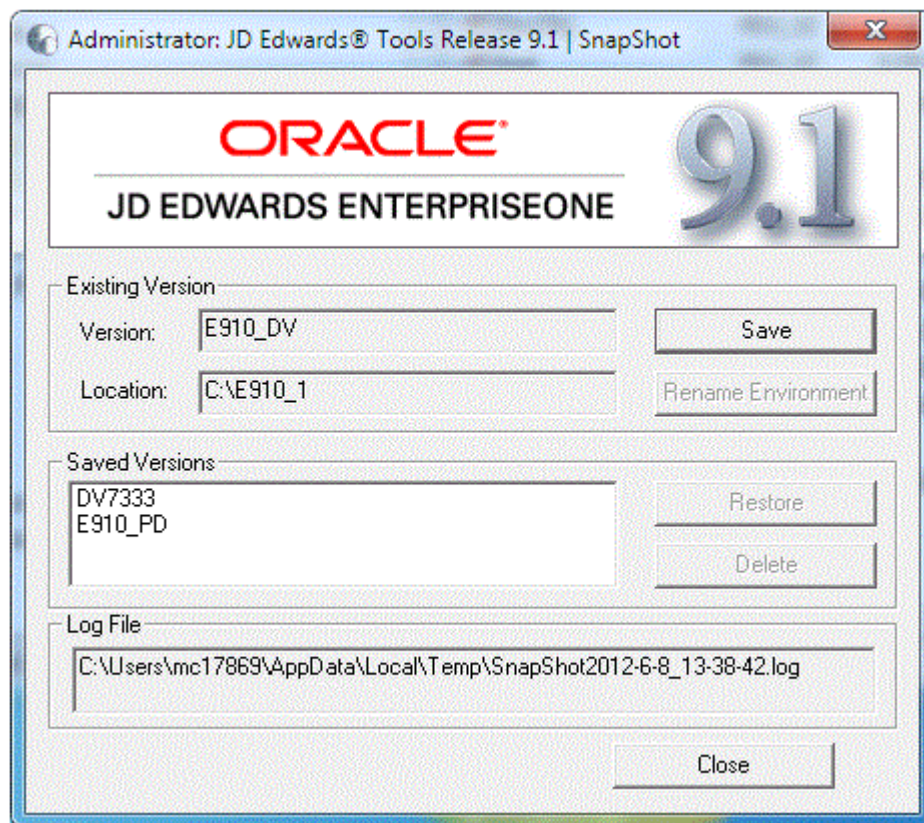 Administrator: JD Edwards® Tools Release 9.1 | SnapShot
ORACLE®
JD EDWARDS ENTERPRISEONE
9.1
Existing Version
Version: E910_DV
Save
Location: C:\E910_1
Rename Environment
Saved Versions
DV7333
E910_PD
Restore
Delete
Log File
C:\Users\mc17869\AppData\Local\Temp\SnapShot2012-6-8_13-38-42.log
Close